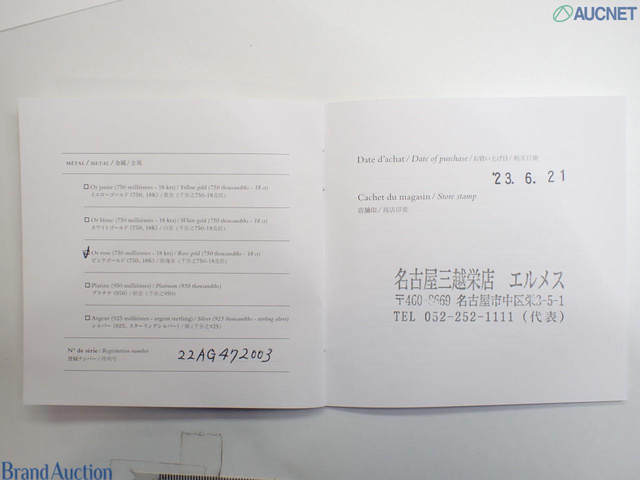 AUCNET
MÉTAL / METAL / 金属 / 金属
Or jaune (750 millièmes - 18 kts) / Yellow gold (750 thousandths - 18 ct)
イエローゴールド (750, 18K) / 黄金 (千分之750-18克拉)
Or blanc (750 millièmes - 18 kts) / White gold (750 thousandths - 18 ct)
ホワイトゴールド (750, 18K) / 白金 (千分之750-18克拉)
Or rose (750 millièmes - 18 kts) / Rose gold (750 thousandths - 18 ct)
ピンクゴールド (750, 18K) / 玫瑰金 (千分之750-18克拉)
Platine (950 millièmes) / Platinum (950 thousandths)
プラチナ (950) / 铂金 (千分之950)
Argent (925 millièmes - argent sterling) / Silver (925 thousandths - sterling silver)
シルバー (925, スターリングシルバー) / 銀 (千分之925)
N° de série / Registration number
登録ナンバー / 序列号
22AG472003
Date d'achat / Date of purchase / お買い上げ日 / 购买日期
'23. 6. 21
Cachet du magasin / Store stamp
店舗印 / 商店印章
名古屋三越栄店 エルメス
〒460-8669 名古屋市中区栄3-5-1
TEL 052-252-1111 (代表)
Brand Auction